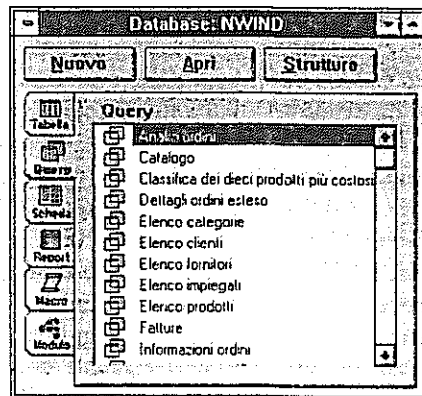 Database: NWIND
Nuovo Apri Struttura
Tabella
Query
Scheda
Report
Macro
Modulo
Query
Analisi ordini
Catalogo
Classifica dei dieci prodotti più costosi
Dettagli ordini esteso
Elenco categorie
Elenco clienti
Elenco fornitori
Elenco impiegati
Elenco prodotti
Fatture
Informazioni ordini